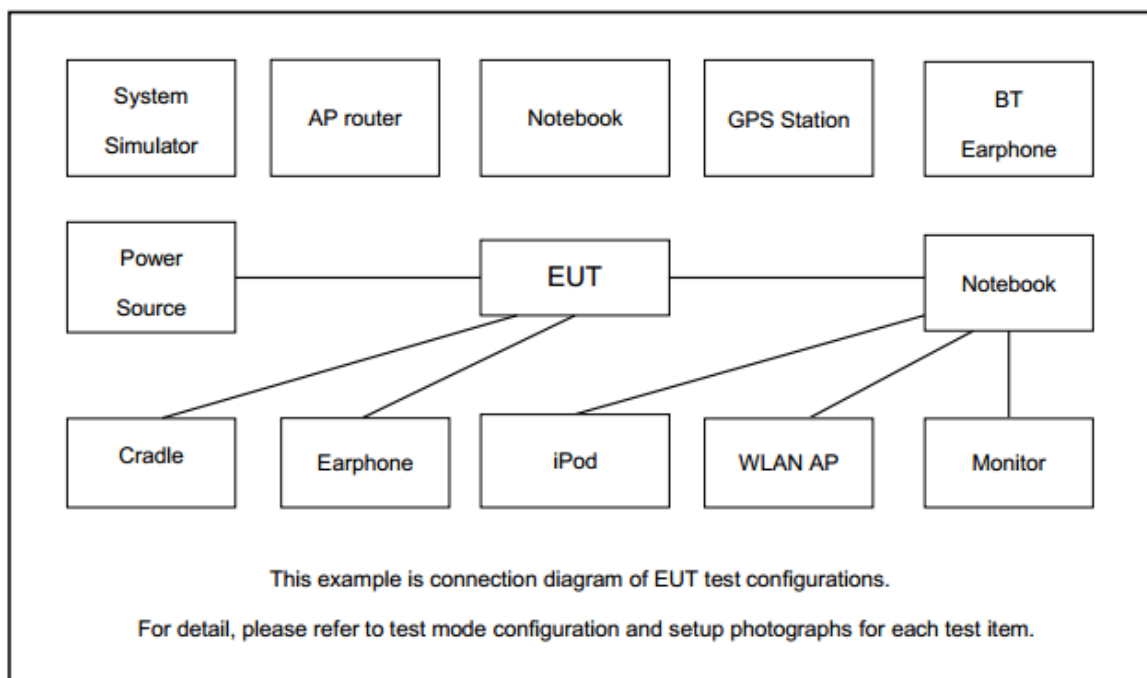 System
Simulator
AP router
Notebook
GPS Station
BT
Earphone
Power
Source
EUT
Notebook
Cradle
Earphone
iPod
WLAN AP
Monitor
This example is connection diagram of EUT test configurations.
For detail, please refer to test mode configuration and setup photographs for each test item.